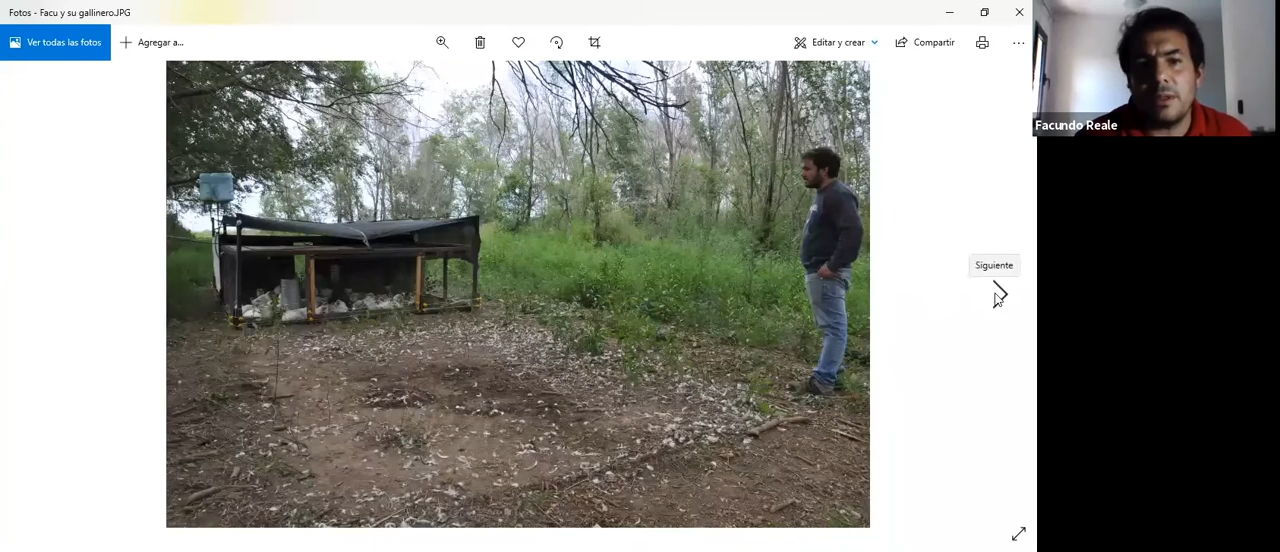 Fotos - Facu y su gallinero.JPG
Ver todas las fotos
Agregar a...
Editar y crear
Compartir
Facundo Reale
Siguiente